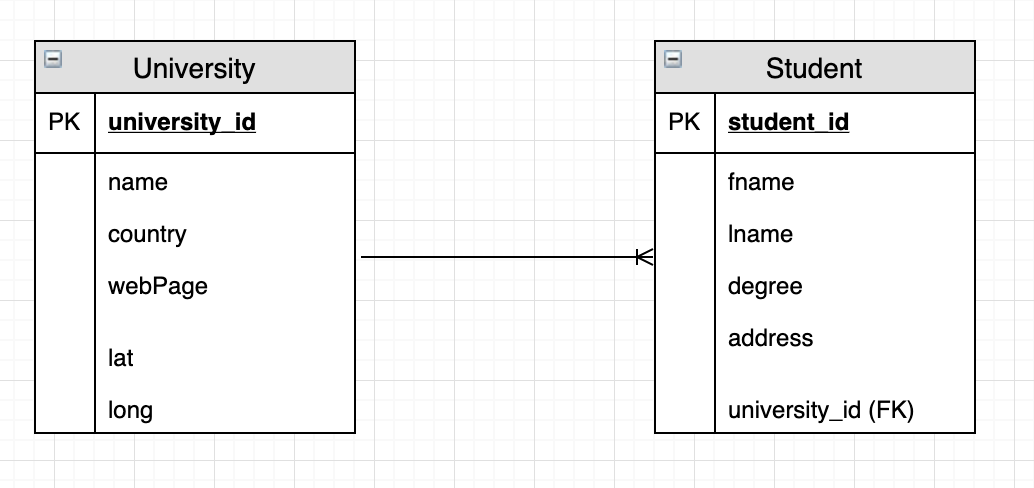 University
PK university_id
name
country
webPage
lat
long
Student
PK student_id
fname
lname
degree
address
university_id (FK)